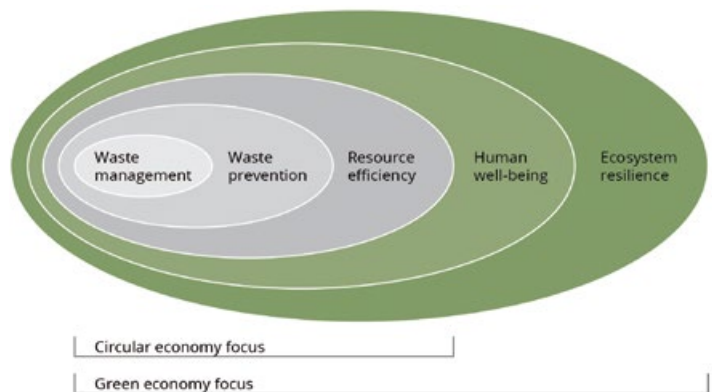 Waste
management
Waste
prevention
Resource
efficiency
Human
well-being
Ecosystem
resilience
Circular economy focus
Green economy focus